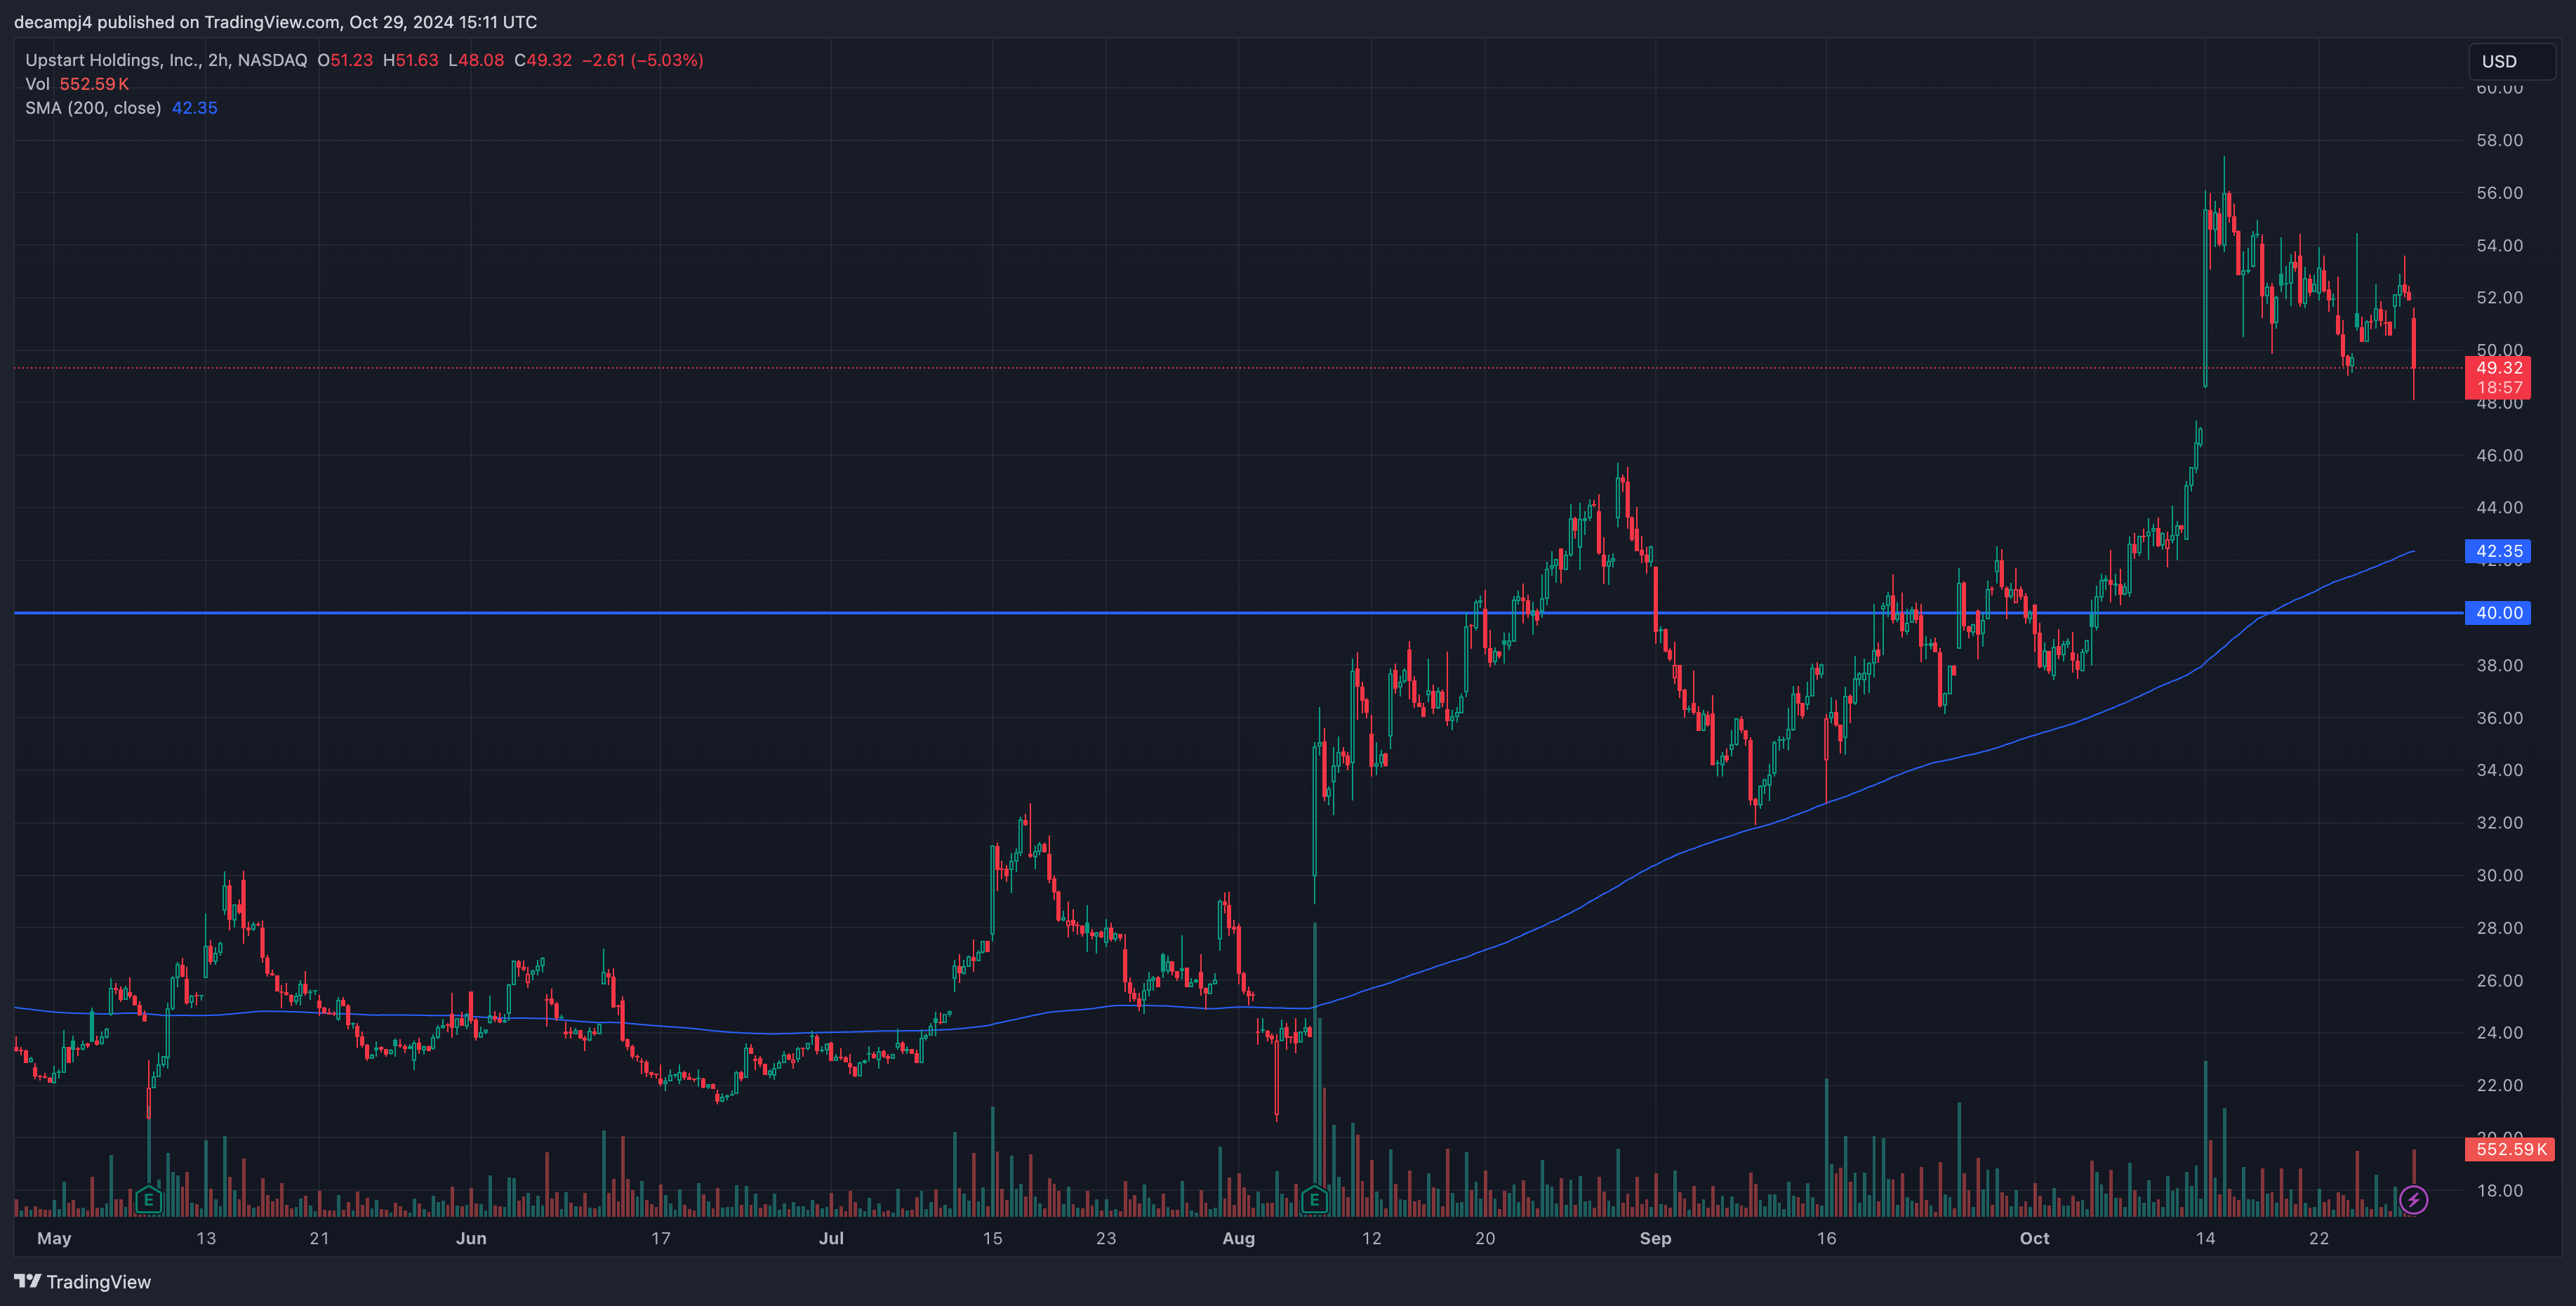 decampj4 published on TradingView.com, Oct 29, 2024 15:11 UTC
Upstart Holdings, Inc., 2h, NASDAQ O51.23 H51.63 L48.08 C49.32 −2.61 (−5.03%)
Vol 552.59K
SMA (200, close) 42.35
USD
60.00
58.00
56.00
54.00
52.00
50.00
49.32
18:57
48.00
46.00
44.00
42.35
42.00
40.00
38.00
36.00
34.00
32.00
30.00
28.00
26.00
24.00
22.00
20.00
552.59K
18.00
E E
May 13 21 Jun 17 Jul 15 23 Aug 12 20 Sep 16 Oct 14 22
TradingView